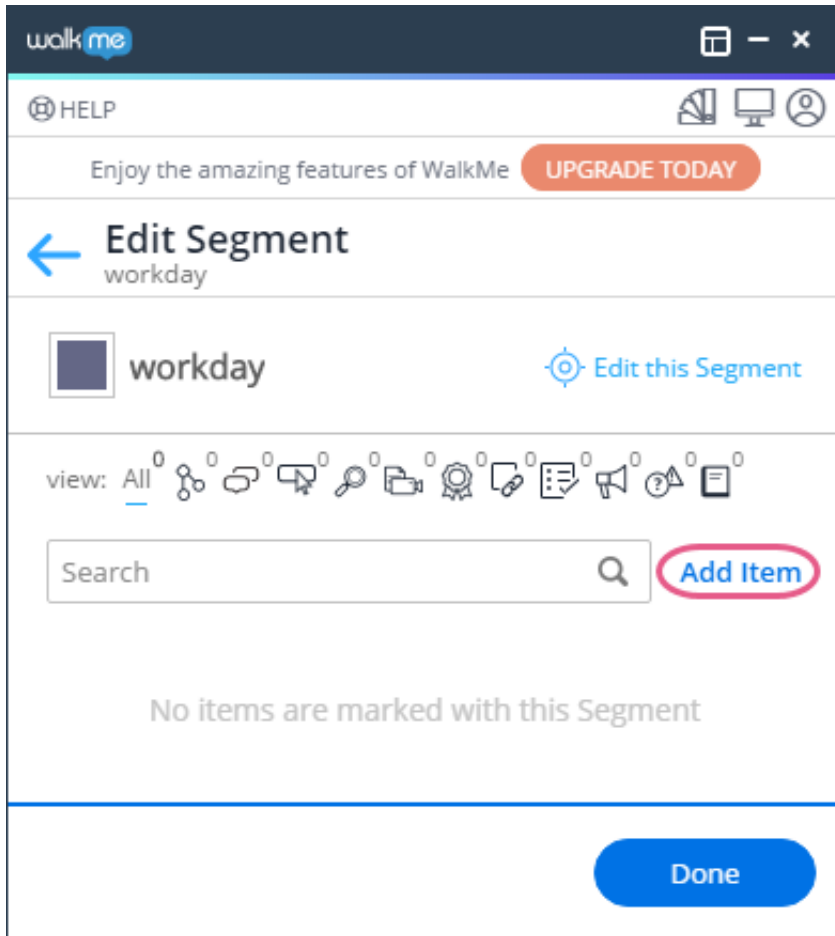 walkme
HELP
Enjoy the amazing features of WalkMe UPGRADE TODAY
Edit Segment
workday
workday Edit this Segment
view: All 0 0 0 0 0 0 0 0 0 0 0 0
Search Add Item
No items are marked with this Segment
Done